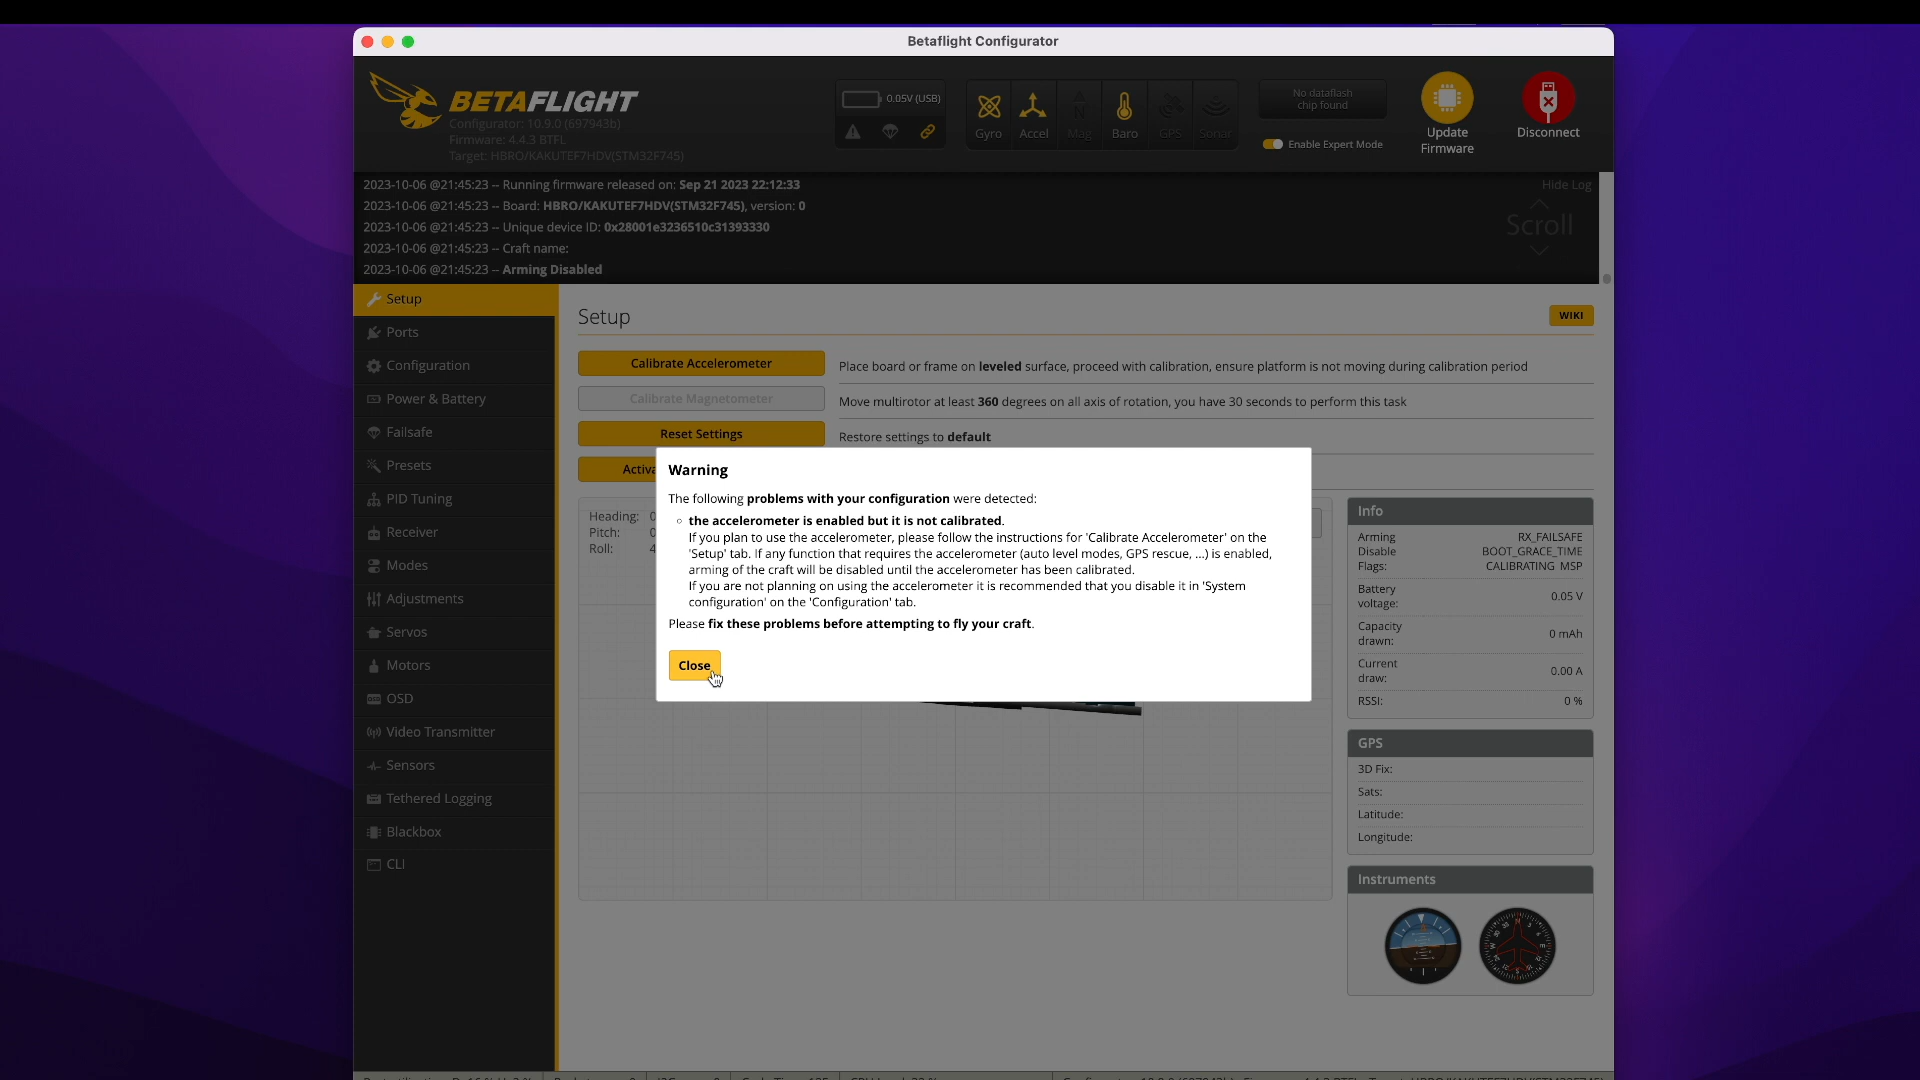 Betaflight Configurator
BETAFLIGHT
Configurator: 10.9.0 (697943b)
Firmware: 4.4.3 BTFL
Target: HBRO/KAKUTEF7HDV(STM32F745)
0.05V (USB)
Gyro
Accel
Mag
Baro
GPS
Sonar
No dataflash
chip found
Enable Expert Mode
Update
Firmware
Disconnect
2023-10-06 @21:45:23 -- Running firmware released on: Sep 21 2023 22:12:33
2023-10-06 @21:45:23 -- Board: HBRO/KAKUTEF7HDV(STM32F745), version: 0
2023-10-06 @21:45:23 -- Unique device ID: 0x28001e3236510c31393330
2023-10-06 @21:45:23 -- Craft name:
2023-10-06 @21:45:23 -- Arming Disabled
Hide Log
Scroll
Setup
Ports
Configuration
Power & Battery
Failsafe
Presets
PID Tuning
Receiver
Modes
Adjustments
Servos
Motors
OSD
Video Transmitter
Sensors
Tethered Logging
Blackbox
CLI
Setup
WIKI
Calibrate Accelerometer
Place board or frame on leveled surface, proceed with calibration, ensure platform is not moving during calibration period
Calibrate Magnetometer
Move multirotor at least 360 degrees on all axis of rotation, you have 30 seconds to perform this task
Reset Settings
Restore settings to default
Heading:
Pitch:
Roll:
Warning
The following problems with your configuration were detected:
the accelerometer is enabled but it is not calibrated.
If you plan to use the accelerometer, please follow the instructions for 'Calibrate Accelerometer' on the
'Setup' tab. If any function that requires the accelerometer (auto level modes, GPS rescue, ...) is enabled,
arming of the craft will be disabled until the accelerometer has been calibrated.
If you are not planning on using the accelerometer it is recommended that you disable it in 'System
configuration' on the 'Configuration' tab.
Please fix these problems before attempting to fly your craft.
Close
Info
Arming
Disable
Flags:
RX_FAILSAFE
BOOT_GRACE_TIME
CALIBRATING MSP
Battery
voltage:
0.05 V
Capacity
drawn:
0 mAh
Current
draw:
0.00 A
RSSI:
0 %
GPS
3D Fix:
Sats:
Latitude:
Longitude:
Instruments